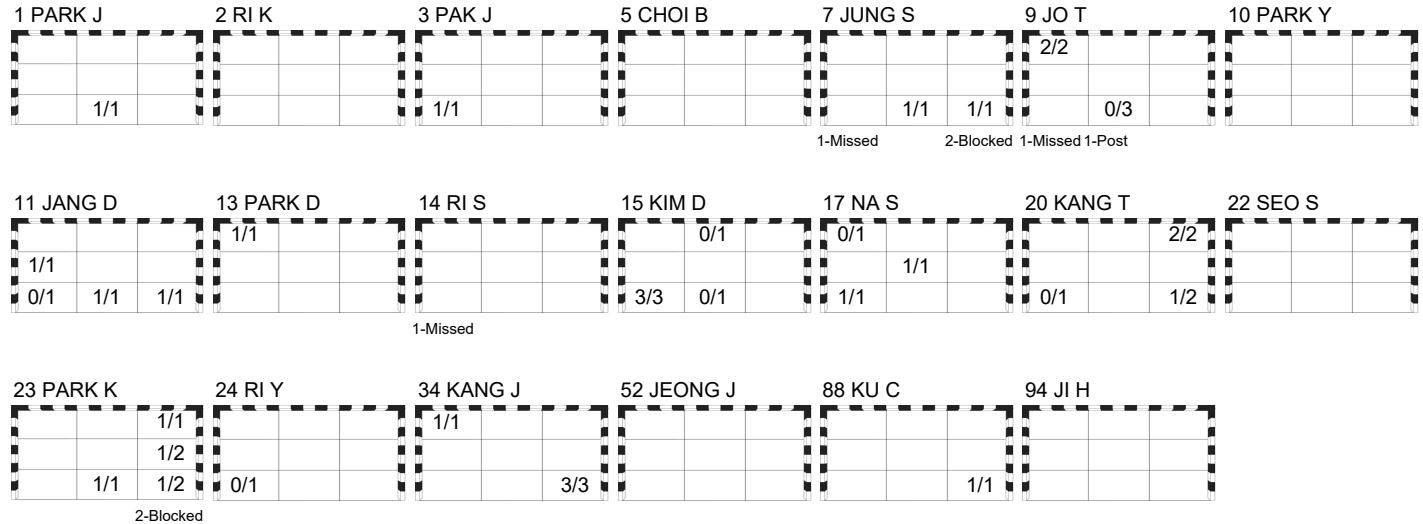 1 PARK J 2 RI K 3 PAK J 5 CHOI B 7 JUNG S 9 JO T 10 PARK Y
2/2
1/1 1/1 1/1 1/1 0/3
1-Missed 2-Blocked 1-Missed 1-Post
11 JANG D 13 PARK D 14 RI S 15 KIM D 17 NA S 20 KANG T 22 SEO S
1/1 0/1 0/1 2/2
1/1 1/1
0/1 1/1 1/1 3/3 0/1 1/1 0/1 1/2
1-Missed
23 PARK K 24 RI Y 34 KANG J 52 JEONG J 88 KU C 94 JI H
1/1 1/1
1/2
1/1 1/2 0/1 3/3 1/1
2-Blocked